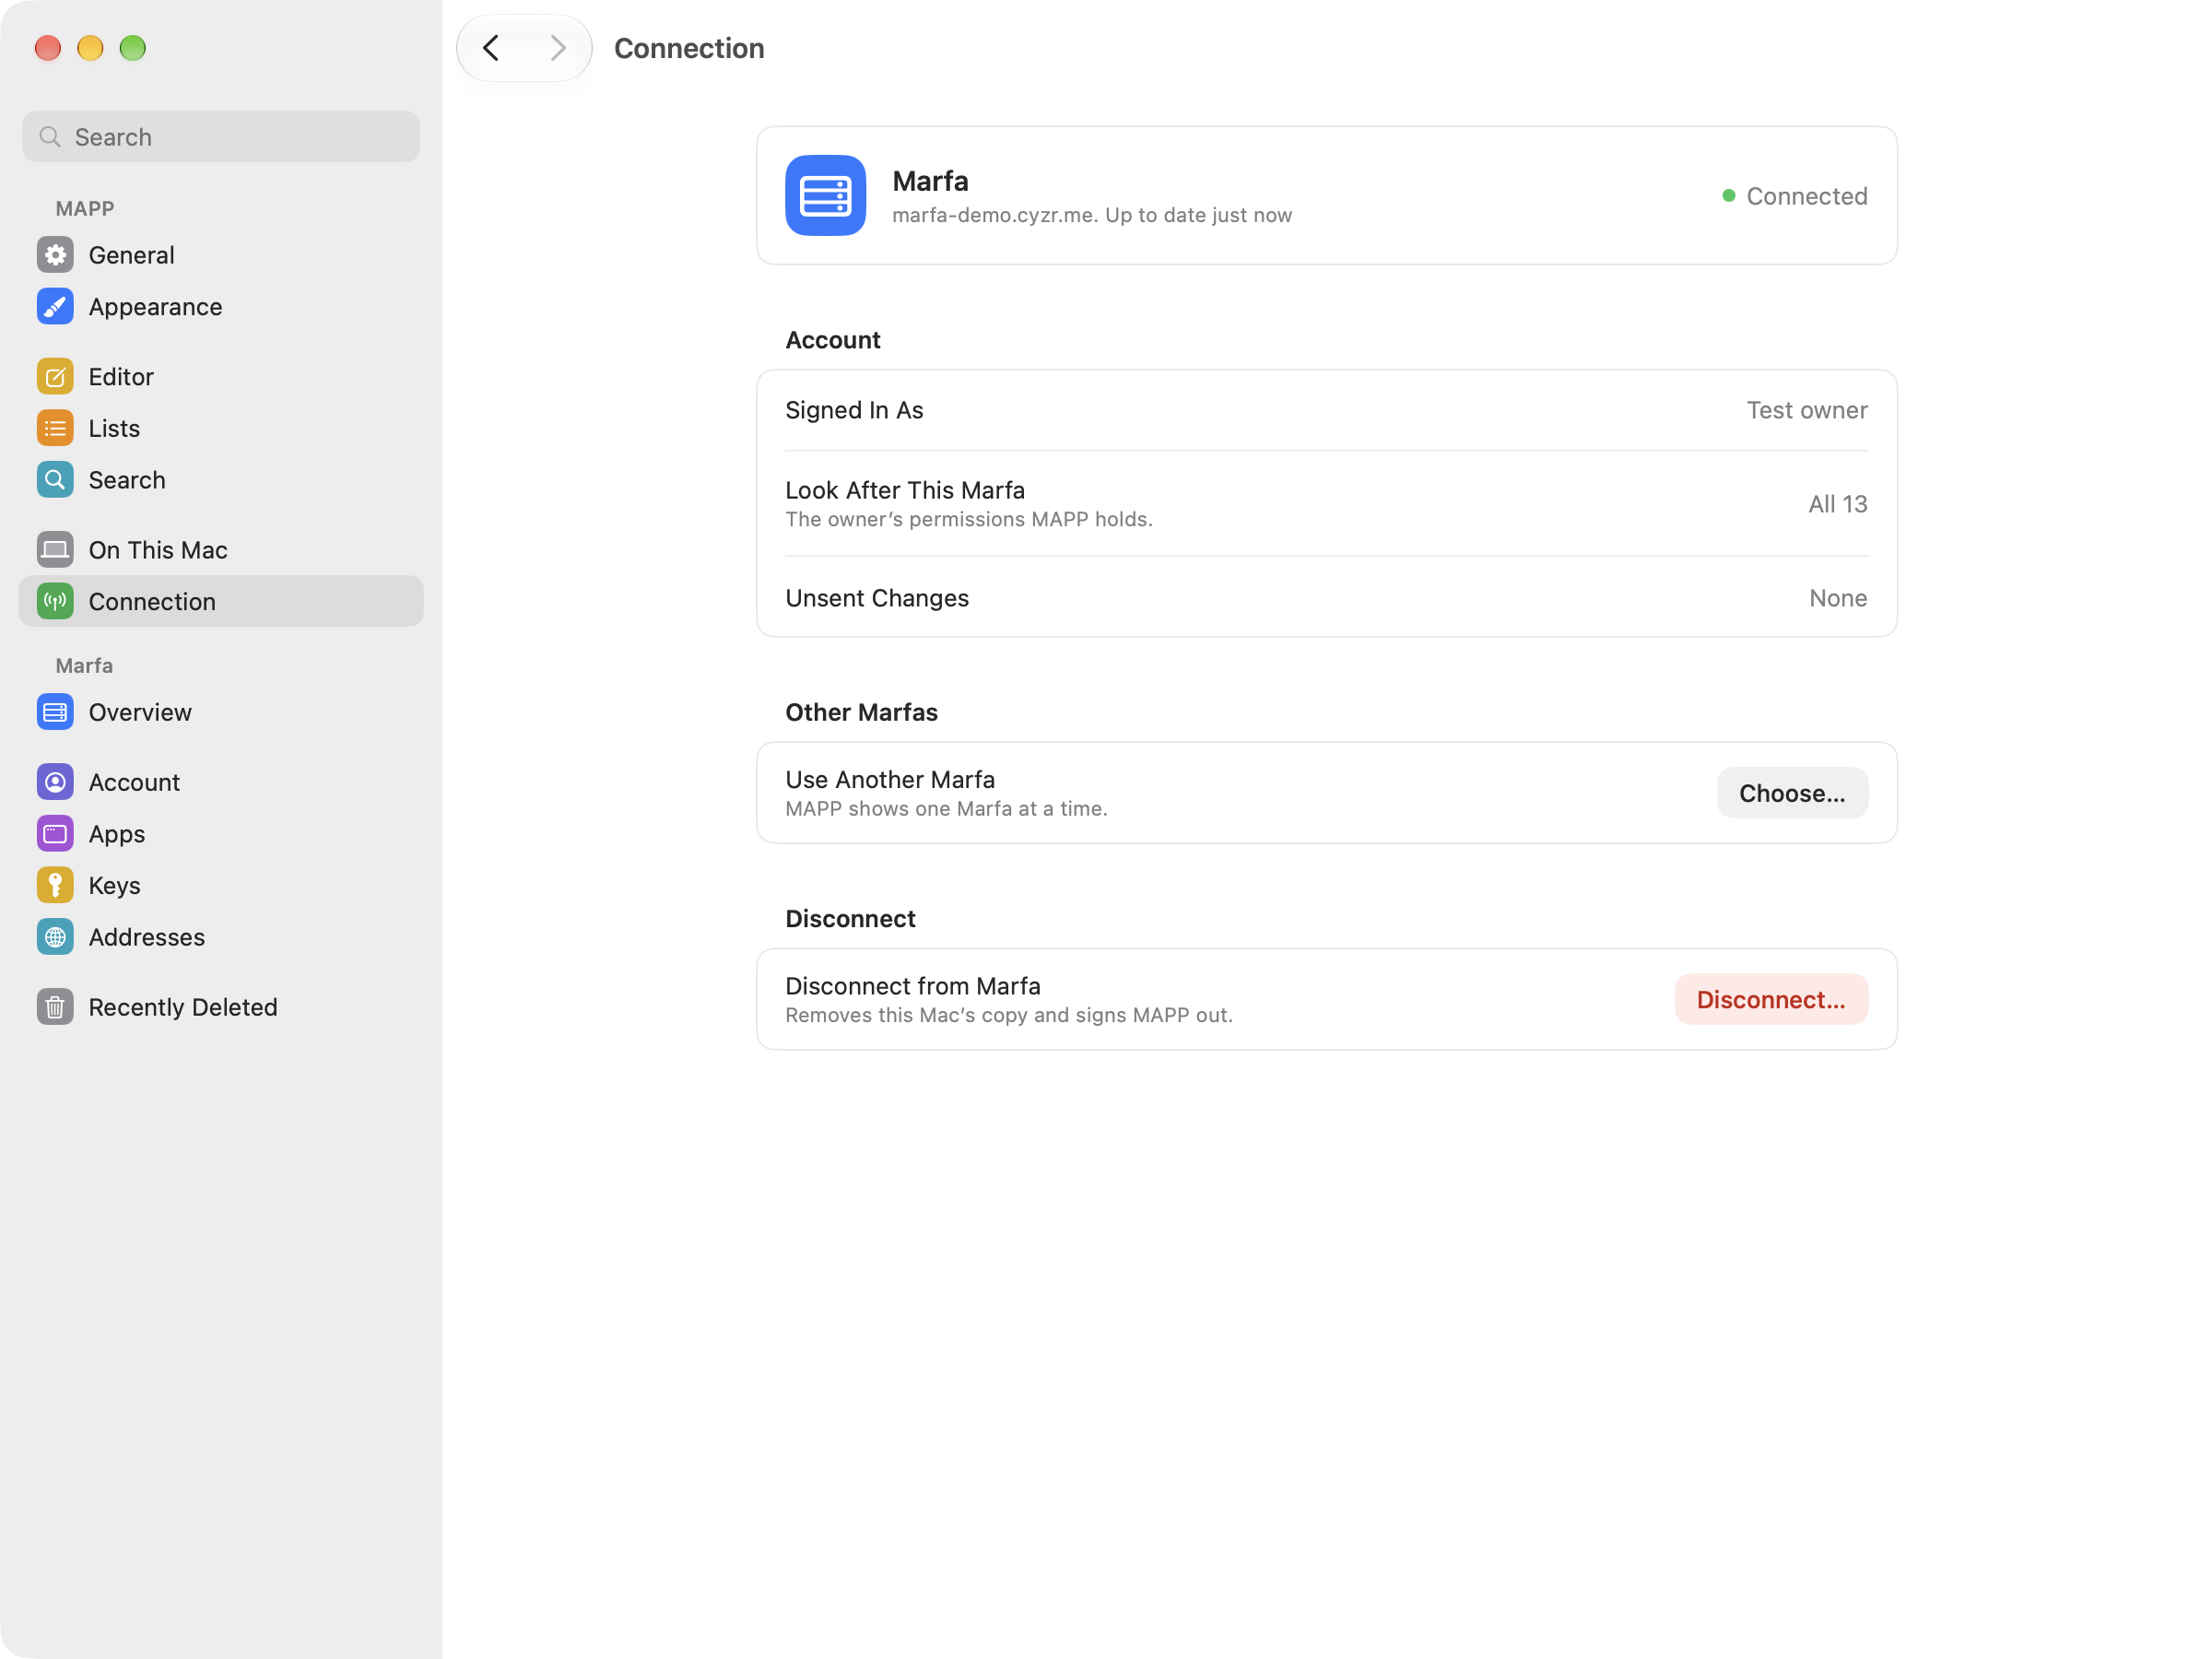 Search
MAPP
General
Appearance
Editor
Lists
Search
On This Mac
Connection
Marfa
Overview
Account
Apps
Keys
Addresses
Recently Deleted
Connection
Marfa
marfa-demo.cyzr.me. Up to date just now
Connected
Account
Signed In As
Test owner
Look After This Marfa
The owner’s permissions MAPP holds.
All 13
Unsent Changes
None
Other Marfas
Use Another Marfa
MAPP shows one Marfa at a time.
Choose...
Disconnect
Disconnect from Marfa
Removes this Mac’s copy and signs MAPP out.
Disconnect...